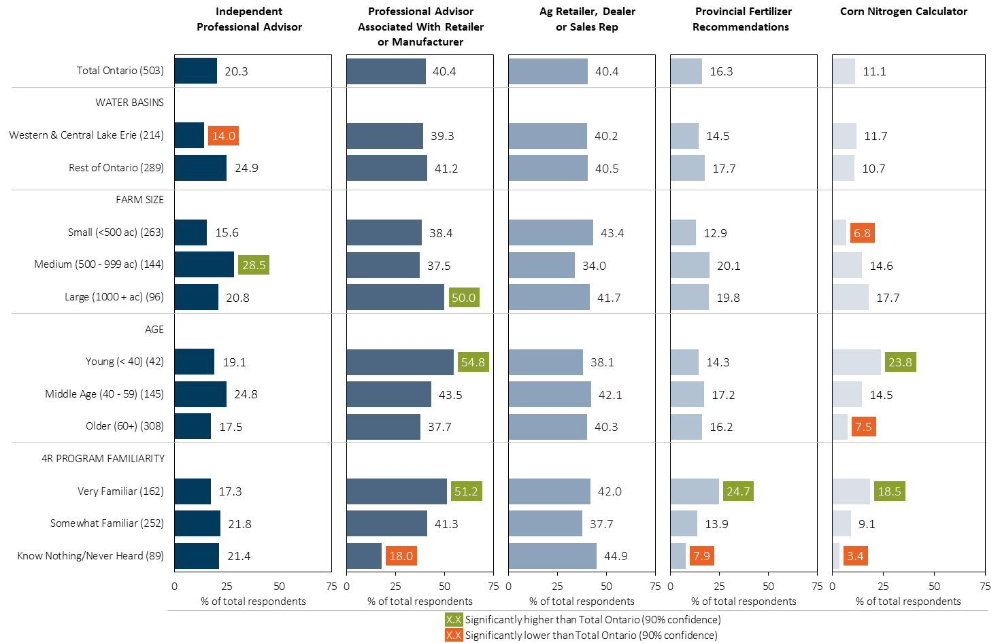 Independent
Professional Advisor
Professional Advisor
Associated With Retailer
or Manufacturer
Ag Retailer, Dealer
or Sales Rep
Provincial Fertilizer
Recommendations
Corn Nitrogen Calculator
Total Ontario (503) 20.3 40.4 40.4 16.3 11.1
WATER BASINS
Western & Central Lake Erie (214) 14.0 39.3 40.2 14.5 11.7
Rest of Ontario (289) 24.9 41.2 40.5 17.7 10.7
FARM SIZE
Small (<500 ac) (263) 15.6 38.4 43.4 12.9 6.8
Medium (500 - 999 ac) (144) 28.5 37.5 34.0 20.1 14.6
Large (1000 + ac) (96) 20.8 50.0 41.7 19.8 17.7
AGE
Young (< 40) (42) 19.1 54.8 38.1 14.3 23.8
Middle Age (40 - 59) (145) 24.8 43.5 42.1 17.2 14.5
Older (60+) (308) 17.5 37.7 40.3 16.2 7.5
4R PROGRAM FAMILIARITY
Very Familiar (162) 17.3 51.2 42.0 24.7 18.5
Somewhat Familiar (252) 21.8 41.3 37.7 13.9 9.1
Know Nothing/Never Heard (89) 21.4 18.0 44.9 7.9 3.4
0 25 50 75 0 25 50 75 0 25 50 75 0 25 50 75 0 25 50 75
% of total respondents % of total respondents % of total respondents % of total respondents % of total respondents
X.X Significantly higher than Total Ontario (90% confidence)
X.X Significantly lower than Total Ontario (90% confidence)